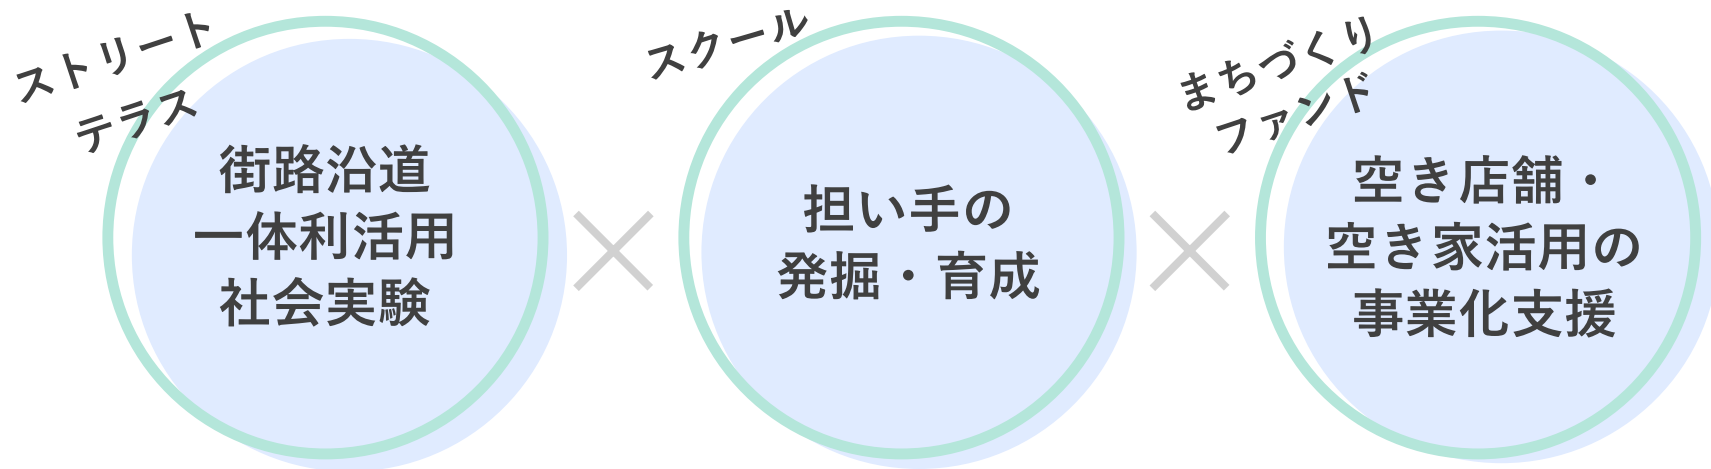 ストリート
テラス
街路沿道
一体利活用
社会実験
スクール
担い手の
発掘・育成
まちづくり
ファンド
空き店舗・
空き家活用の
事業化支援